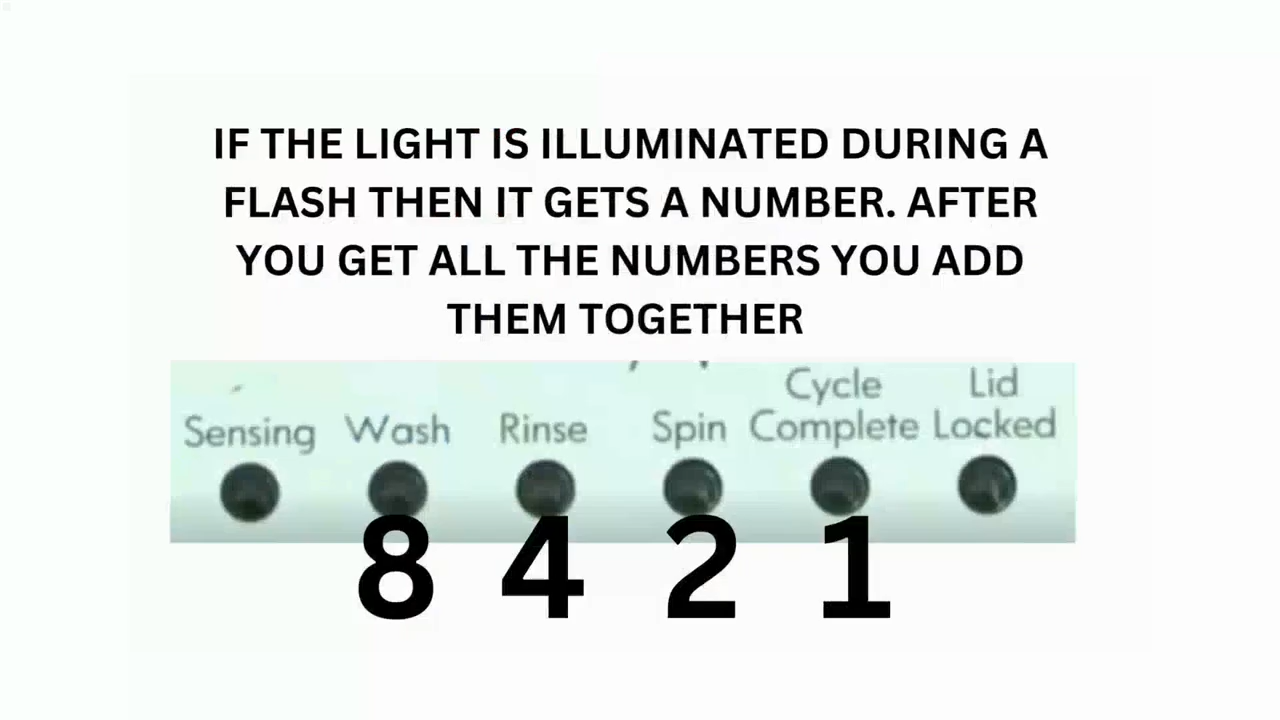 IF THE LIGHT IS ILLUMINATED DURING A
FLASH THEN IT GETS A NUMBER. AFTER
YOU GET ALL THE NUMBERS YOU ADD
THEM TOGETHER
Sensing Wash Rinse Spin Cycle Complete Lid Locked
8 4 2 1